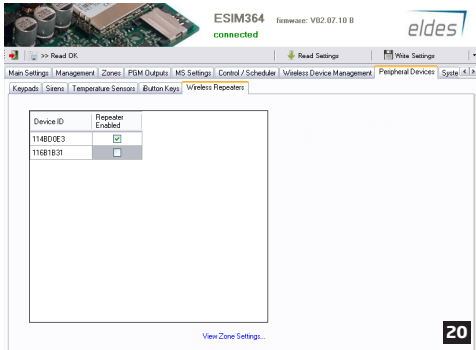 ESIM364 firmware: V02.07.10 B
connected
eldes
>> Read OK
Read Settings
Write Settings
Main Settings Management Zones PGM Outputs MS Settings Control / Scheduler Wireless Device Management Peripheral Devices Syste
Keypads Sirens Temperature Sensors iButton Keys Wireless Repeaters
Device ID Repeater Enabled
114BD0E3
116B1B31
View Zone Settings...
20